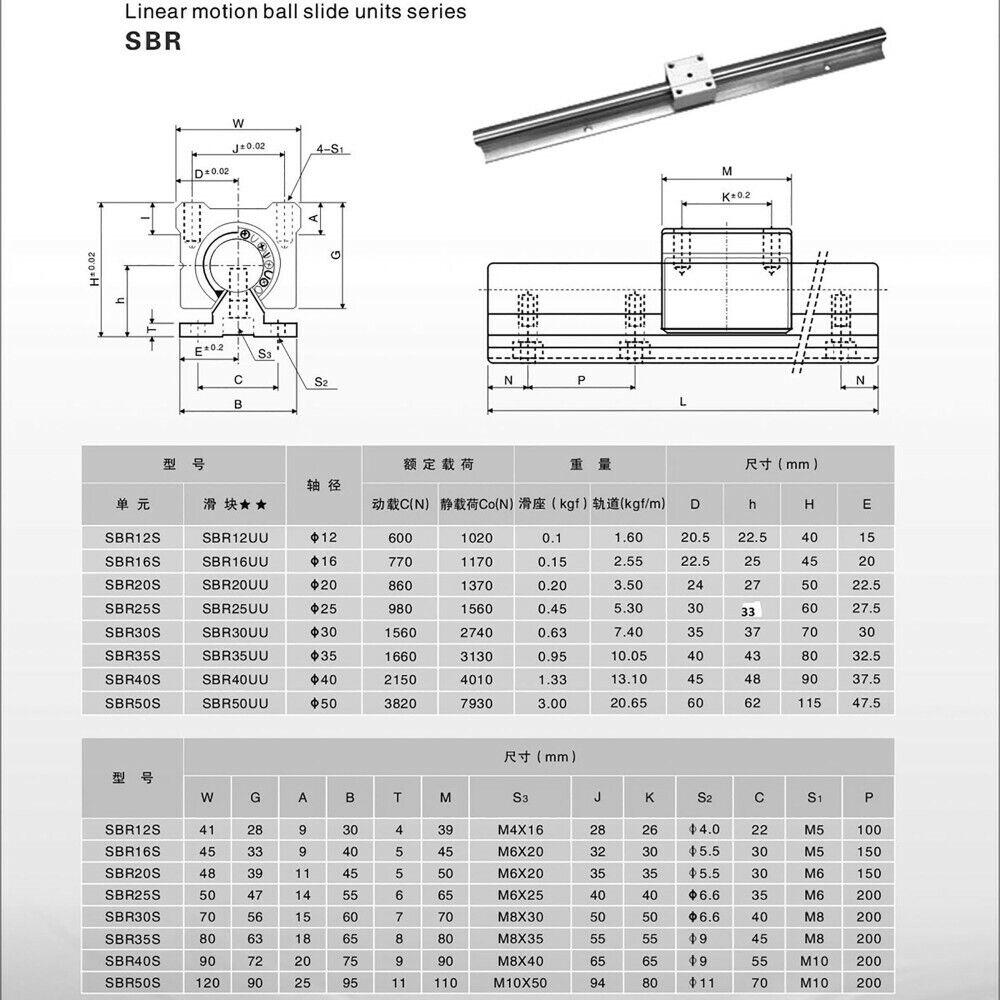 Linear motion ball slide units series
SBR
W
J±0.02
4-S1
D±0.02
I
A
G
H±0.02
h
T
E±0.2
S3
S2
C
B
M
K±0.2
N
P
N
L
型 号 轴 径 额 定 载 荷 重 量 尺寸 (mm)
单 元 滑 块★★ 动载C(N) 静载荷Co(N) 滑座 (kgf) 轨道(kgf/m) D h H E
SBR12S SBR12UU Φ12 600 1020 0.1 1.60 20.5 22.5 40 15
SBR16S SBR16UU Φ16 770 1170 0.15 2.55 22.5 25 45 20
SBR20S SBR20UU Φ20 860 1370 0.20 3.50 24 27 50 22.5
SBR25S SBR25UU Φ25 980 1560 0.45 5.30 30 33 60 27.5
SBR30S SBR30UU Φ30 1560 2740 0.63 7.40 35 37 70 30
SBR35S SBR35UU Φ35 1660 3130 0.95 10.05 40 43 80 32.5
SBR40S SBR40UU Φ40 2150 4010 1.33 13.10 45 48 90 37.5
SBR50S SBR50UU Φ50 3820 7930 3.00 20.65 60 62 115 47.5
型 号 尺寸 (mm)
W G A B T M S3 J K S2 C S1 P
SBR12S 41 28 9 30 4 39 M4X16 28 26 Φ4.0 22 M5 100
SBR16S 45 33 9 40 5 45 M6X20 32 30 Φ5.5 30 M5 150
SBR20S 48 39 11 45 5 50 M6X20 35 35 Φ5.5 30 M6 150
SBR25S 50 47 14 55 6 65 M6X25 40 40 Φ6.6 35 M6 200
SBR30S 70 56 15 60 7 70 M8X30 50 50 Φ6.6 40 M8 200
SBR35S 80 63 18 65 8 80 M8X35 55 55 Φ9 45 M8 200
SBR40S 90 72 20 75 9 90 M8X40 65 65 Φ9 55 M10 200
SBR50S 120 90 25 95 11 110 M10X50 94 80 Φ11 70 M10 200